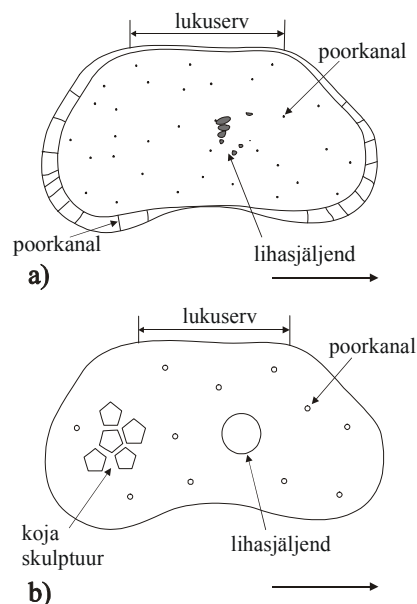 lukuserv
poorkanal
poorkanal
lihasjäljend
a)
lukuserv
poorkanal
koja
skulptuur
lihasjäljend
b)